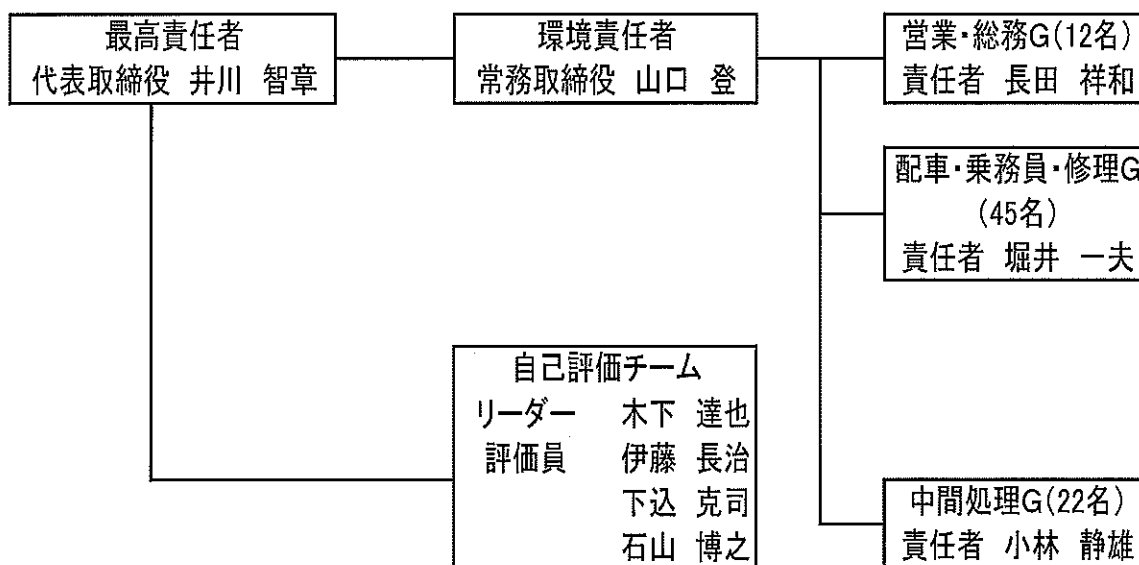 最高責任者
代表取締役 井川 智章
環境責任者
常務取締役 山口 登
営業・総務G(12名)
責任者 長田 祥和
配車・乗務員・修理G
(45名)
責任者 堀井 一夫
自己評価チーム
リーダー 木下 達也
評価員 伊藤 長治
下込 克司
石山 博之
中間処理G(22名)
責任者 小林 静雄